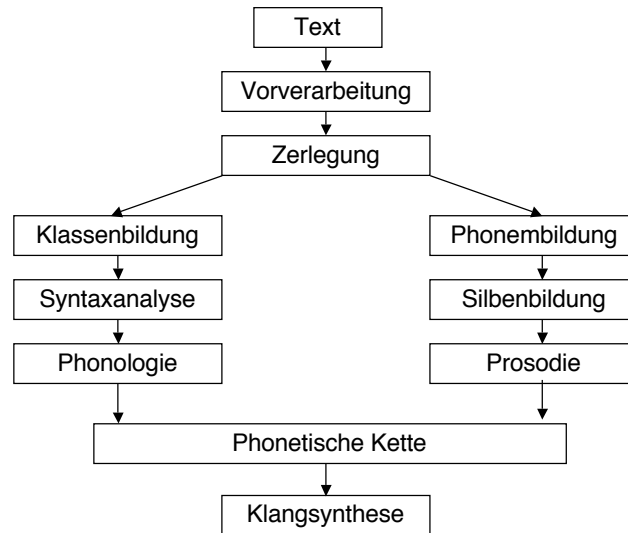 Text
Vorverarbeitung
Zerlegung
Klassenbildung
Phonembildung
Syntaxanalyse
Silbenbildung
Phonologie
Prosodie
Phonetische Kette
Klangsynthese